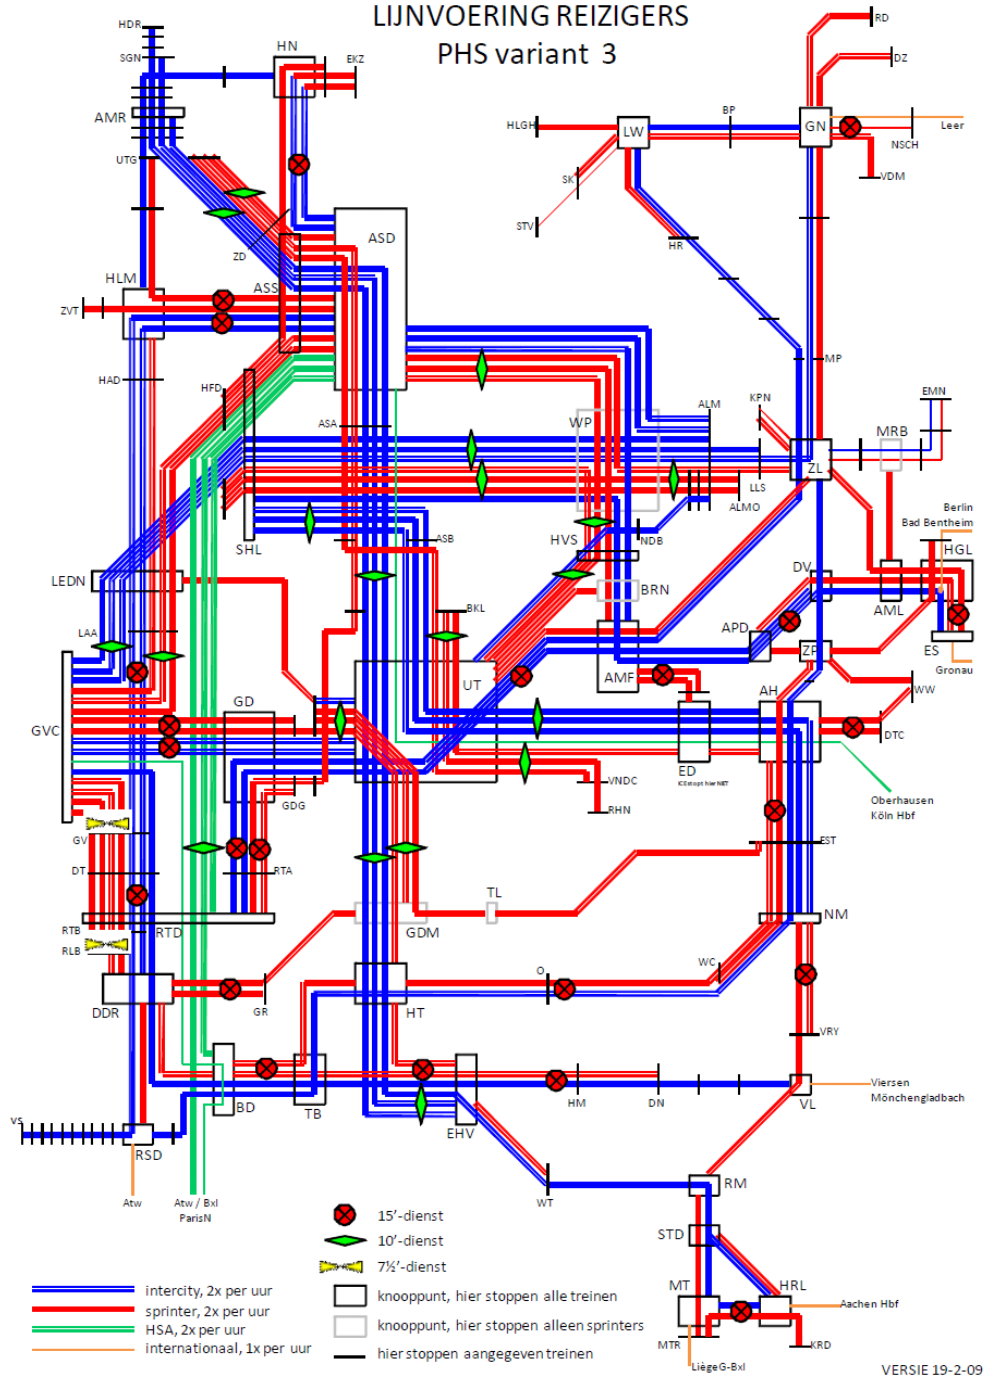 LIJNVOERING REIZIGERS
PHS variant 3
HDR
SGN
HN
EKZ
AMR
UTG
RD
DZ
HLGH
LW
BP
GN
Leer
NSCH
SK
VDM
STV
HR
ZD
ASD
HLM
ASS
ZVT
HAD
HFD
MP
ASA
WP
ALM
KPN
EMN
MRB
ZL
LLS
ALMO
Berlin
Bad Bentheim
SHL
ASB
HVS
NDB
HGL
LEDN
BRN
DV
AML
LAA
BKL
APD
ZP
ES
Gronau
UT
AMF
GVC
GD
AH
WW
DTC
ED
ICE stopt hier NIET
VNDC
GDG
RHN
Oberhausen
Köln Hbf
GV
EST
DT
RTA
TL
RTB
RTD
GDM
NM
RLB
WC
O
DDR
GR
HT
VRY
BD
TB
EHV
HM
DN
VL
Viersen
Mönchengladbach
VS
RSD
RM
Atw
Atw / Bxl
ParisN
WT
STD
15'-dienst
10'-dienst
7½'-dienst
MT
HRL
intercity, 2x per uur
knooppunt, hier stoppen alle treinen
Aachen Hbf
sprinter, 2x per uur
HSA, 2x per uur
knooppunt, hier stoppen alleen sprinters
MTR
KRD
internationaal, 1x per uur
hier stoppen aangegeven treinen
LiègeG-Bxl
VERSIE 19-2-09